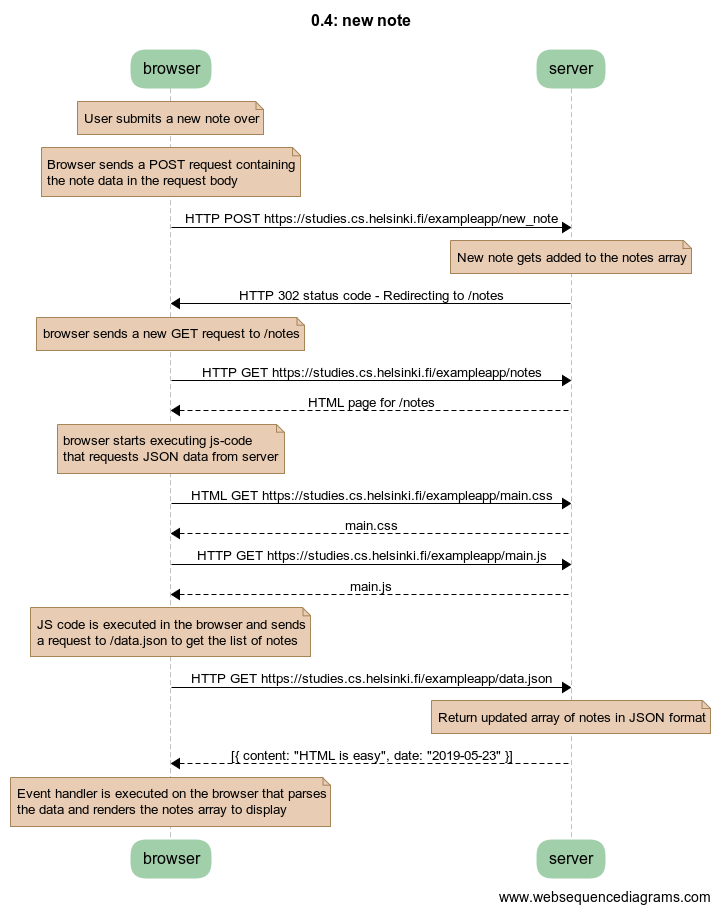 0.4: new note
browser
server
User submits a new note over
Browser sends a POST request containing
the note data in the request body
HTTP POST https://studies.cs.helsinki.fi/exampleapp/new_note
New note gets added to the notes array
HTTP 302 status code - Redirecting to /notes
browser sends a new GET request to /notes
HTTP GET https://studies.cs.helsinki.fi/exampleapp/notes
HTML page for /notes
browser starts executing js-code
that requests JSON data from server
HTML GET https://studies.cs.helsinki.fi/exampleapp/main.css
main.css
HTTP GET https://studies.cs.helsinki.fi/exampleapp/main.js
main.js
JS code is executed in the browser and sends
a request to /data.json to get the list of notes
HTTP GET https://studies.cs.helsinki.fi/exampleapp/data.json
Return updated array of notes in JSON format
[{ content: "HTML is easy", date: "2019-05-23" }]
Event handler is executed on the browser that parses
the data and renders the notes array to display
browser
server
www.websequencediagrams.com